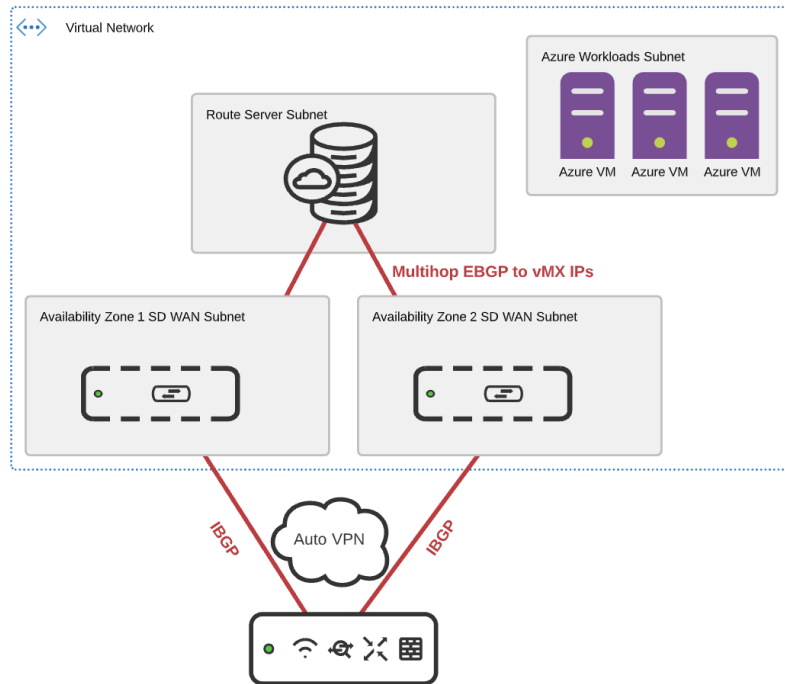 Virtual Network
Azure Workloads Subnet
Azure VM Azure VM Azure VM
Route Server Subnet
Multihop EBGP to vMX IPs
Availability Zone 1 SD WAN Subnet
Availability Zone 2 SD WAN Subnet
IBGP
Auto VPN
IBGP